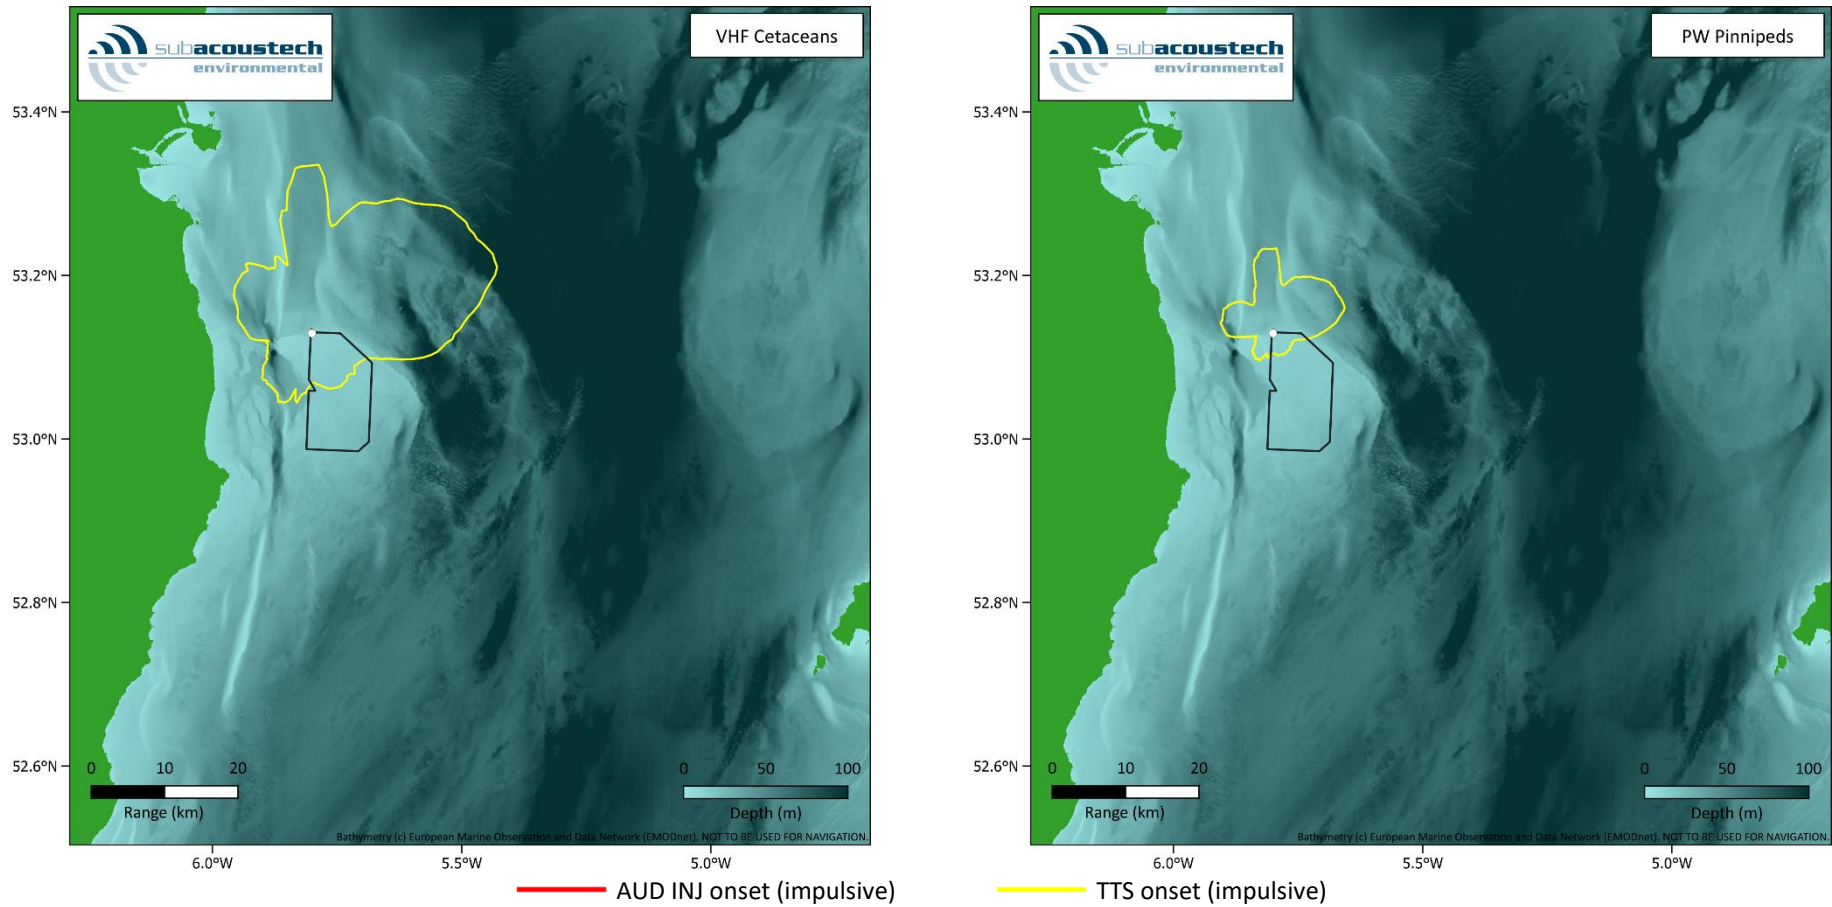 subacoustech
environmental
VHF Cetaceans
53.4°N
53.2°N
53.0°N
52.8°N
52.6°N
0 10 20
Range (km)
0 50 100
Depth (m)
Bathymetry (c) European Marine Observation and Data Network (EMODnet). NOT TO BE USED FOR NAVIGATION.
6.0°W 5.5°W 5.0°W
subacoustech
environmental
PW Pinnipeds
53.4°N
53.2°N
53.0°N
52.8°N
52.6°N
0 10 20
Range (km)
0 50 100
Depth (m)
Bathymetry (c) European Marine Observation and Data Network (EMODnet). NOT TO BE USED FOR NAVIGATION.
6.0°W 5.5°W 5.0°W
AUD INJ onset (impulsive) TTS onset (impulsive)